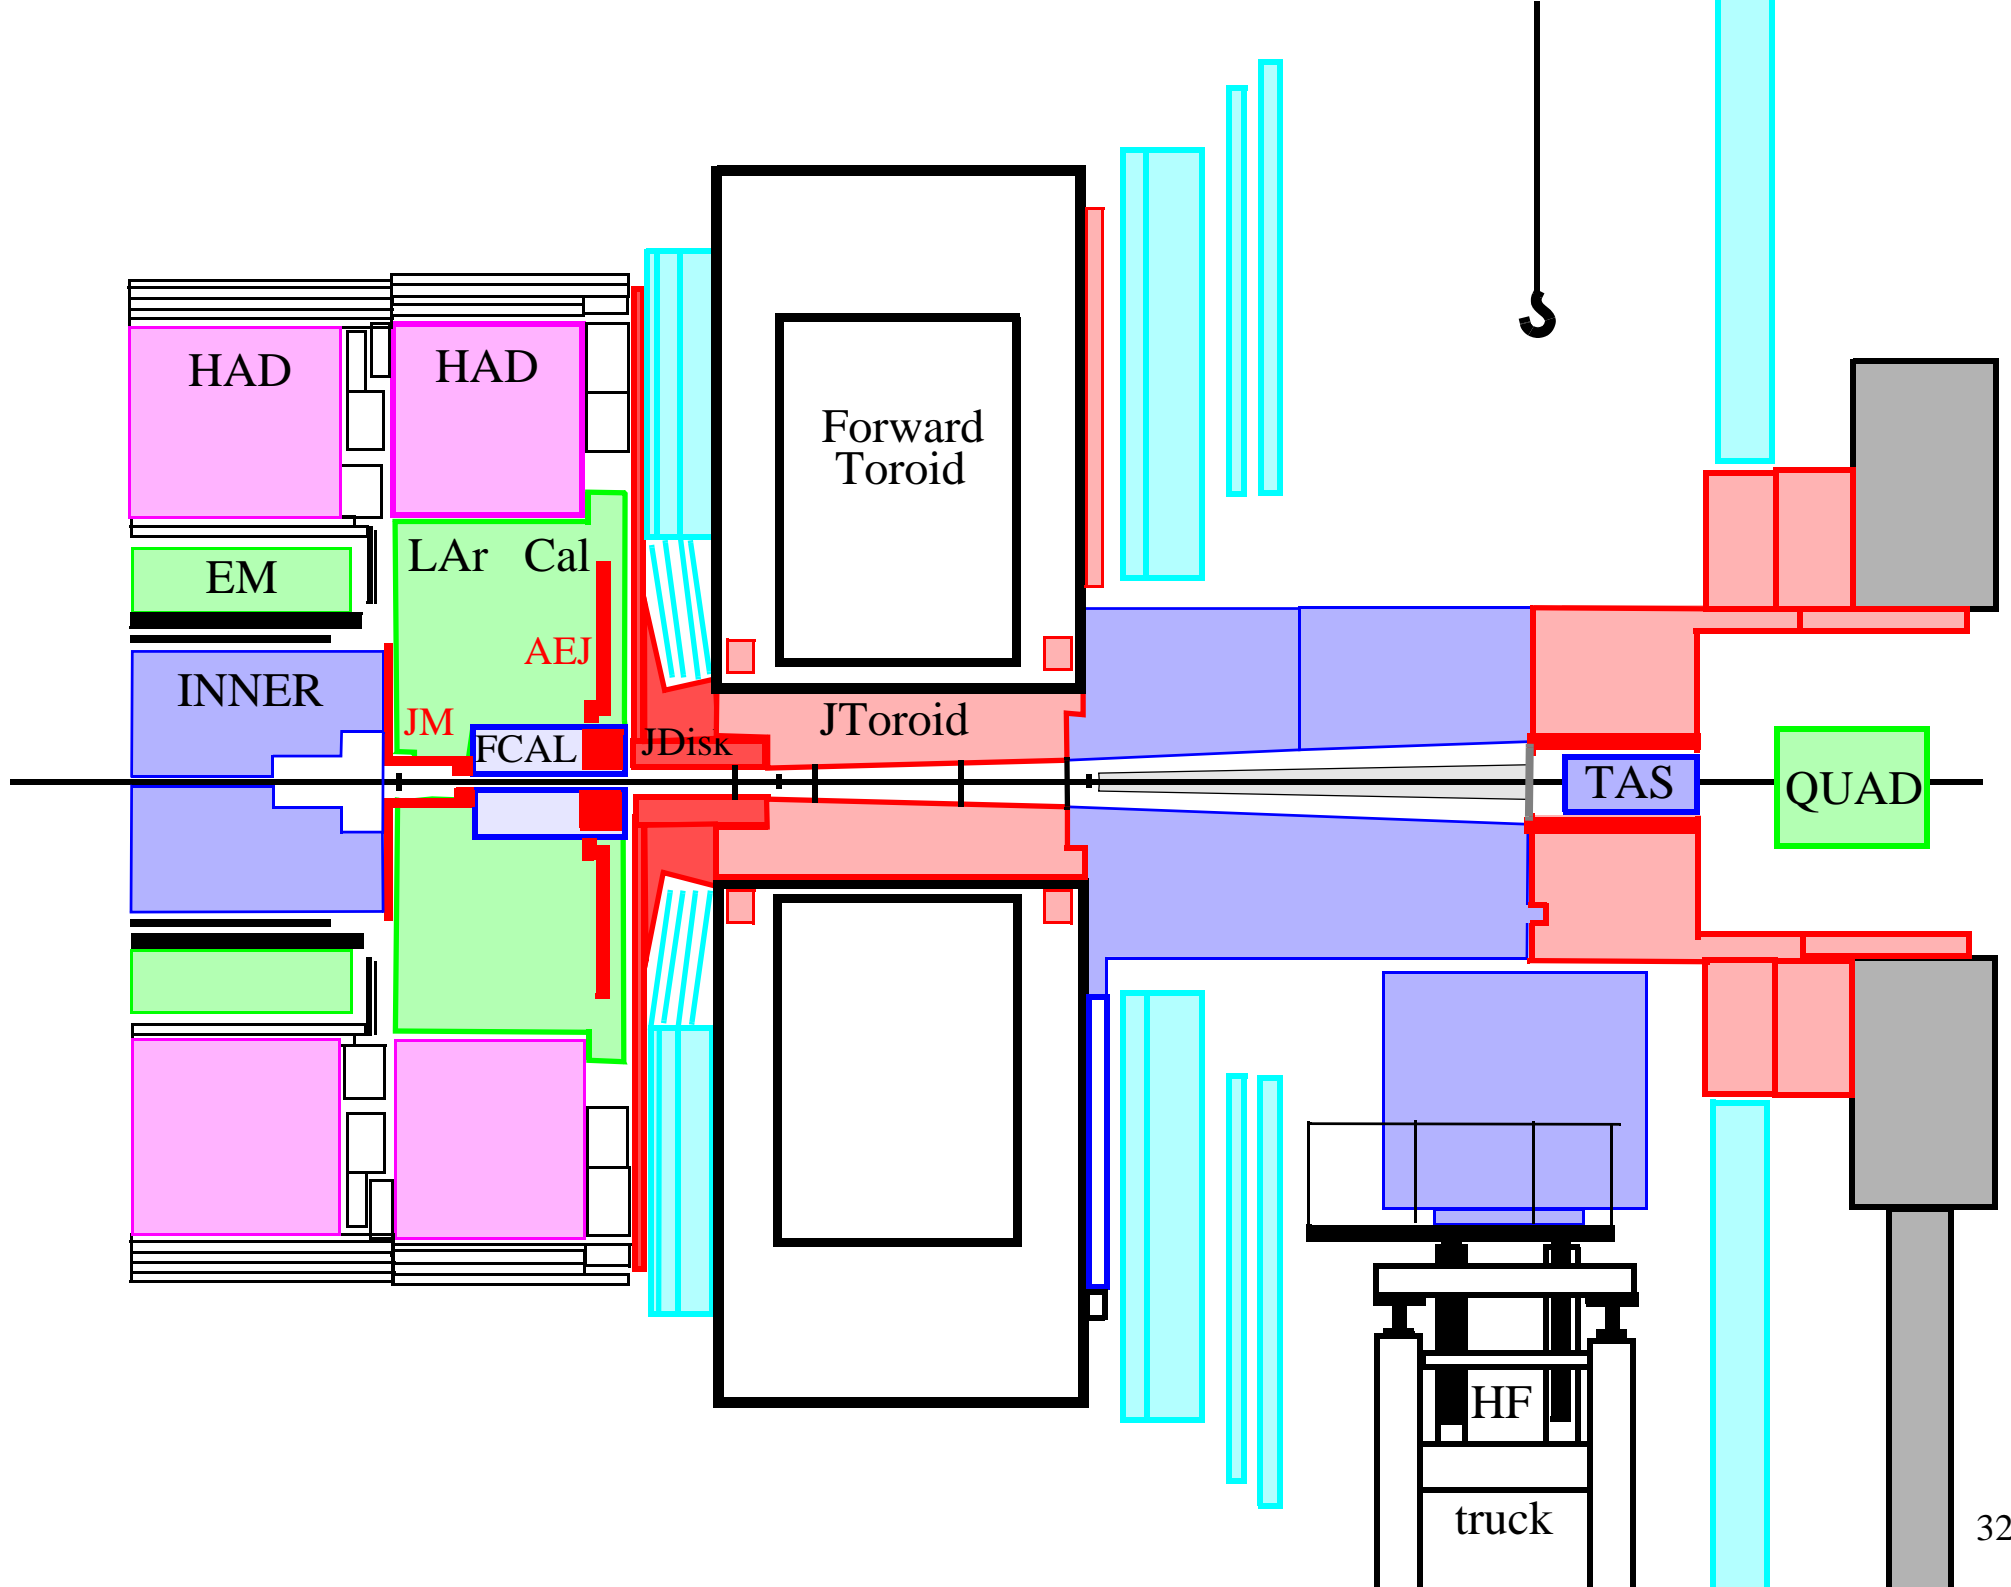 HAD
HAD
Forward
Toroid
LAr Cal
EM
AEJ
INNER
JM
JToroid
FCAL
JDisk
TAS
QUAD
HF
truck
32